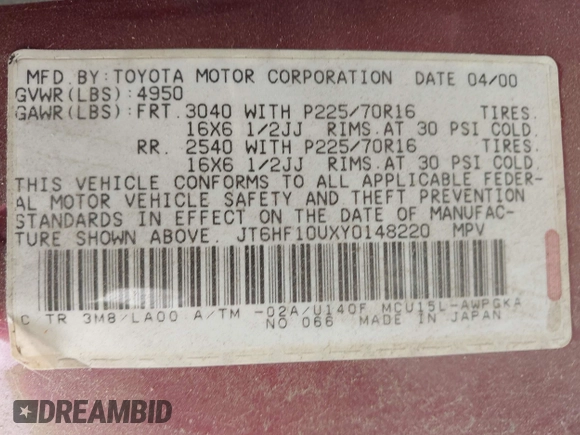 MFD.BY:TOYOTA MOTOR CORPORATION DATE 04/00
GVWR(LBS):4950
GAWR(LBS):FRT.3040 WITH P225/70R16 TIRES.
16X6 1/2JJ RIMS.AT 30 PSI COLD.
RR. 2540 WITH P225/70R16 TIRES.
16X6 1/2JJ RIMS.AT 30 PSI COLD.
THIS VEHICLE CONFORMS TO ALL APPLICABLE FEDER-
AL MOTOR VEHICLE SAFETY AND THEFT PREVENTION
STANDARDS IN EFFECT ON THE DATE OF MANUFAC-
TURE SHOWN ABOVE. JT6HF10UXY0148220 MPV
C TR 3M8/LA00 A/TM -02A/U140F MCU15L-AWPGKA
NO 066 MADE IN JAPAN
DREAMBID